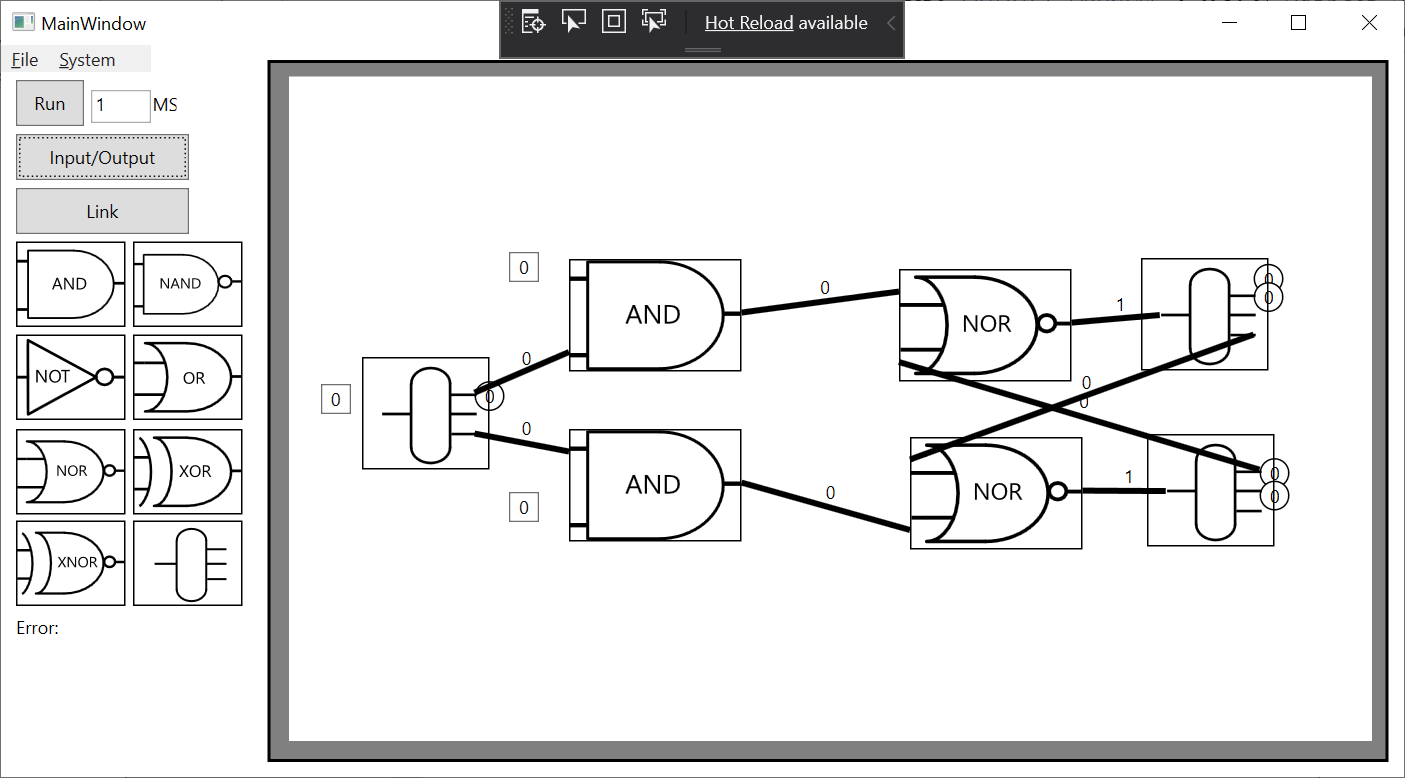 MainWindow
Hot Reload available
File System
Run 1 MS
Input/Output
Link
AND NAND
NOT OR
NOR XOR
XNOR
Error:
0
0
AND
0
NOR
1
0
0
0
0
0
0
0
AND
0
NOR
1
0
0
0
0
0